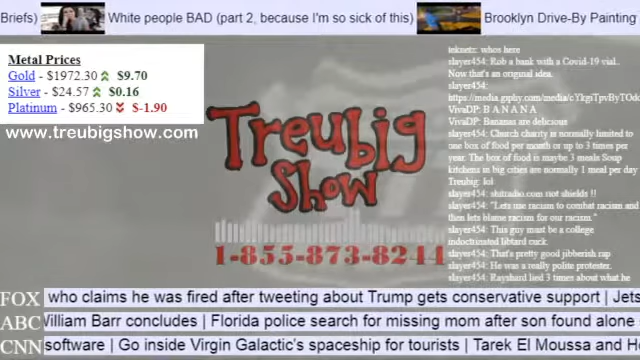 Briefs)
White people BAD (part 2, because I'm so sick of this)
Brooklyn Drive-By Painting
Metal Prices
Gold - $1972.30 $9.70
Silver - $24.57 $0.16
Platinum - $965.30 $-1.90
www.treubigshow.com
Treubig
Show
1-855-873-8244
teknetz: whos here
slayer454: Rob a bank with a Covid-19 vial..
Now that's an original idea.
slayer454:
VivaDP: B A N A N A
VivaDP: Bananas are delicious
slayer454: Church charity is normally limited to
one box of food per month or up to 3 times per
year. The box of food is maybe 3 meals Soup
kitchens in big cities are normally 1 meal per day
Treubig: lol
slayer454: shitradio.com not shields !!
slayer454: "Lets use racism to combat racism and
then lets blame racism for our racism."
slayer454: This guy must be a college
indoctrinated libtard cuck.
slayer454: That's pretty good jibberish rap
slayer454: He was a really polite protester.
slayer454: Rayshard lied 3 times about what he
FOX who claims he was fired after tweeting about Trump gets conservative support | Jets
ABC William Barr concludes | Florida police search for missing mom after son found alone
CNN software | Go inside Virgin Galactic's spaceship for tourists | Tarek El Moussa and